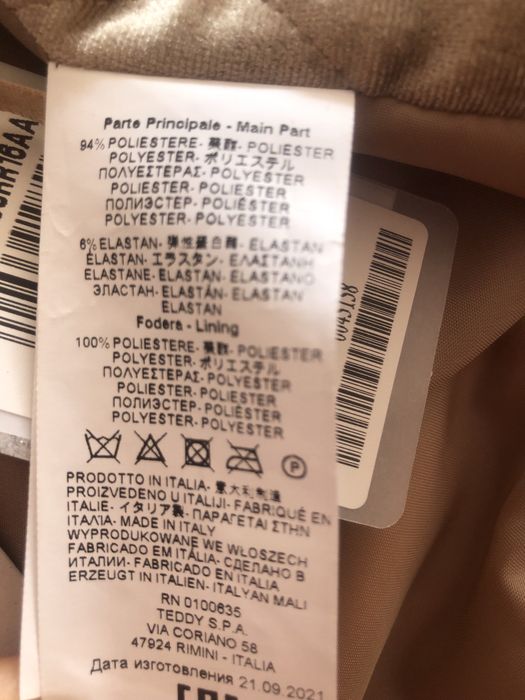 Parte Principale - Main Part
94% POLIESTERE- 聚酯- POLIESTER
POLYESTER- ポリエステル
ΠΟΛΥΕΣΤΕΡΑΣ- POLYESTER
POLIESTER- POLIESTER
ПОЛИЭСТЕР- POLIÉSTER
POLYESTER- POLYESTER
6% ELASTAN- 弹性蛋白酶- ELASTAN
ELASTAN- エラスタン- ΕΛΑΣΤΑΝΗ
ELASTANE- ELASTAN- ELASTANO
ЭЛАСТАН- ELASTÁN- ELASTAN
ELASTAN
Fodera - Lining
100% POLIESTERE- 聚酯- POLIESTER
POLYESTER- ポリエステル
ΠΟΛΥΕΣΤΕΡΑΣ- POLYESTER
POLIESTER- POLIESTER
ПОЛИЭСТЕР- POLIÉSTER
POLYESTER- POLYESTER
P
PRODOTTO IN ITALIA- 意大利制造
PROIZVEDENO U ITALIJI- FABRIQUÉ EN
ITALIE- イタリア製- ΠΑΡΑΓΕΤΑΙ ΣΤΗΝ
ΙΤΑΛΙΑ- MADE IN ITALY
WYPRODUKOWANE WE WŁOSZECH
FABRICADO EM ITÁLIA- СДЕЛАНО В
ИТАЛИИ- FABRICADO EN ITALIA
ERZEUGT IN ITALIEN- ITALYAN MALI
RN 0100635
TEDDY S.P.A.
VIA CORIANO 58
47924 RIMINI - ITALIA
Дата изготовления 21.09.2021
0045158